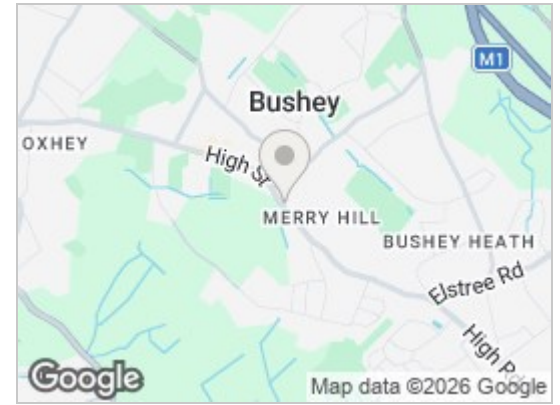 M1
Bushey
OXHEY
High St
MERRY HILL
BUSHEY HEATH
Elstree Rd
High R
Google
Map data ©2026 Google